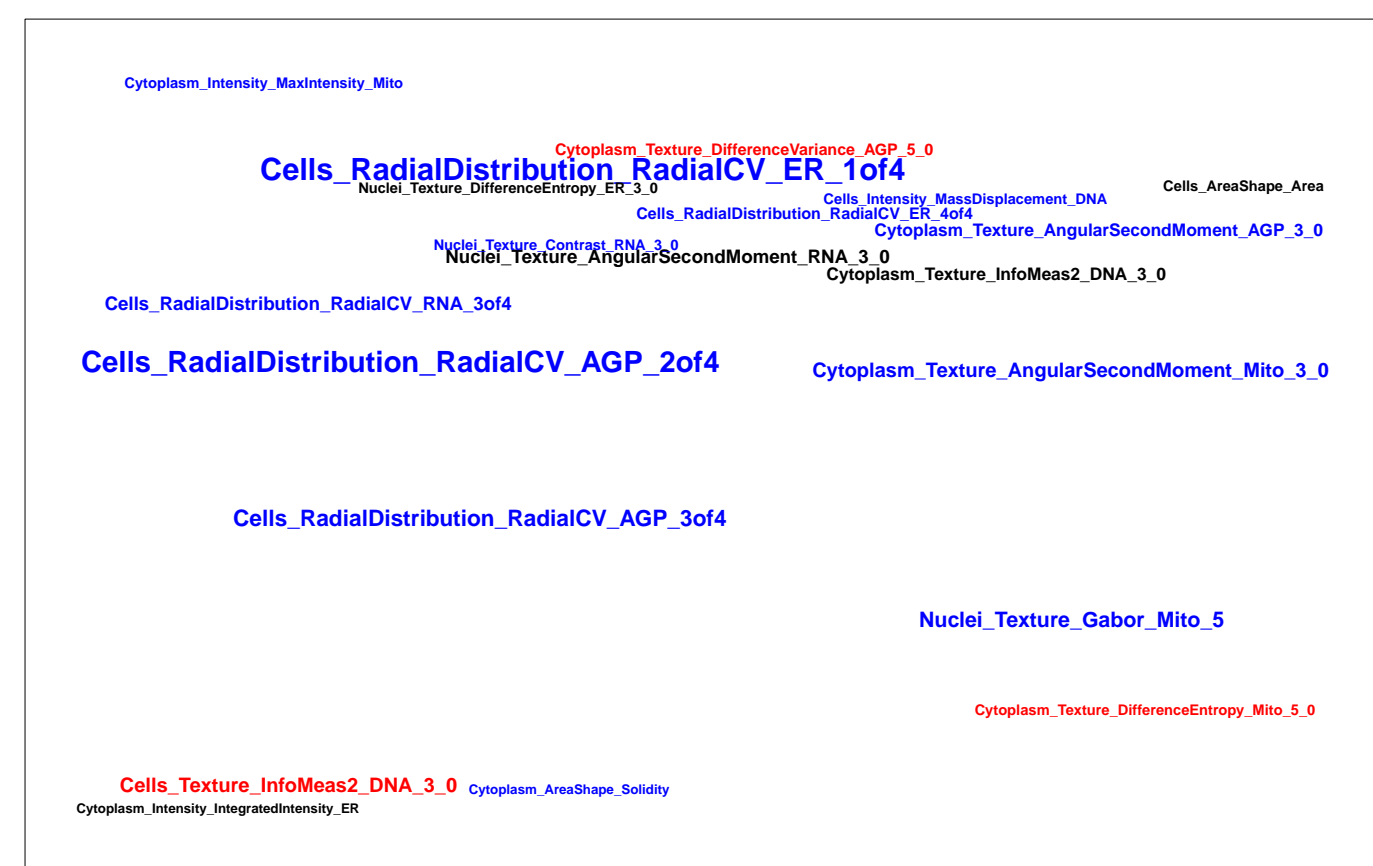 Cytoplasm_Intensity_MaxIntensity_Mito
Cytoplasm_Texture_DifferenceVariance_AGP_5_0
Cells_RadialDistribution_RadialCV_ER_1of4
Nuclei_Texture_DifferenceEntropy_ER_3_0
Cells_AreaShape_Area
Cells_Intensity_MassDisplacement_DNA
Cells_RadialDistribution_RadialCV_ER_4of4
Cytoplasm_Texture_AngularSecondMoment_AGP_3_0
Nuclei_Texture_Contrast_RNA_3_0
Nuclei_Texture_AngularSecondMoment_RNA_3_0
Cytoplasm_Texture_InfoMeas2_DNA_3_0
Cells_RadialDistribution_RadialCV_RNA_3of4
Cells_RadialDistribution_RadialCV_AGP_2of4
Cytoplasm_Texture_AngularSecondMoment_Mito_3_0
Cells_RadialDistribution_RadialCV_AGP_3of4
Nuclei_Texture_Gabor_Mito_5
Cytoplasm_Texture_DifferenceEntropy_Mito_5_0
Cells_Texture_InfoMeas2_DNA_3_0
Cytoplasm_AreaShape_Solidity
Cytoplasm_Intensity_IntegratedIntensity_ER